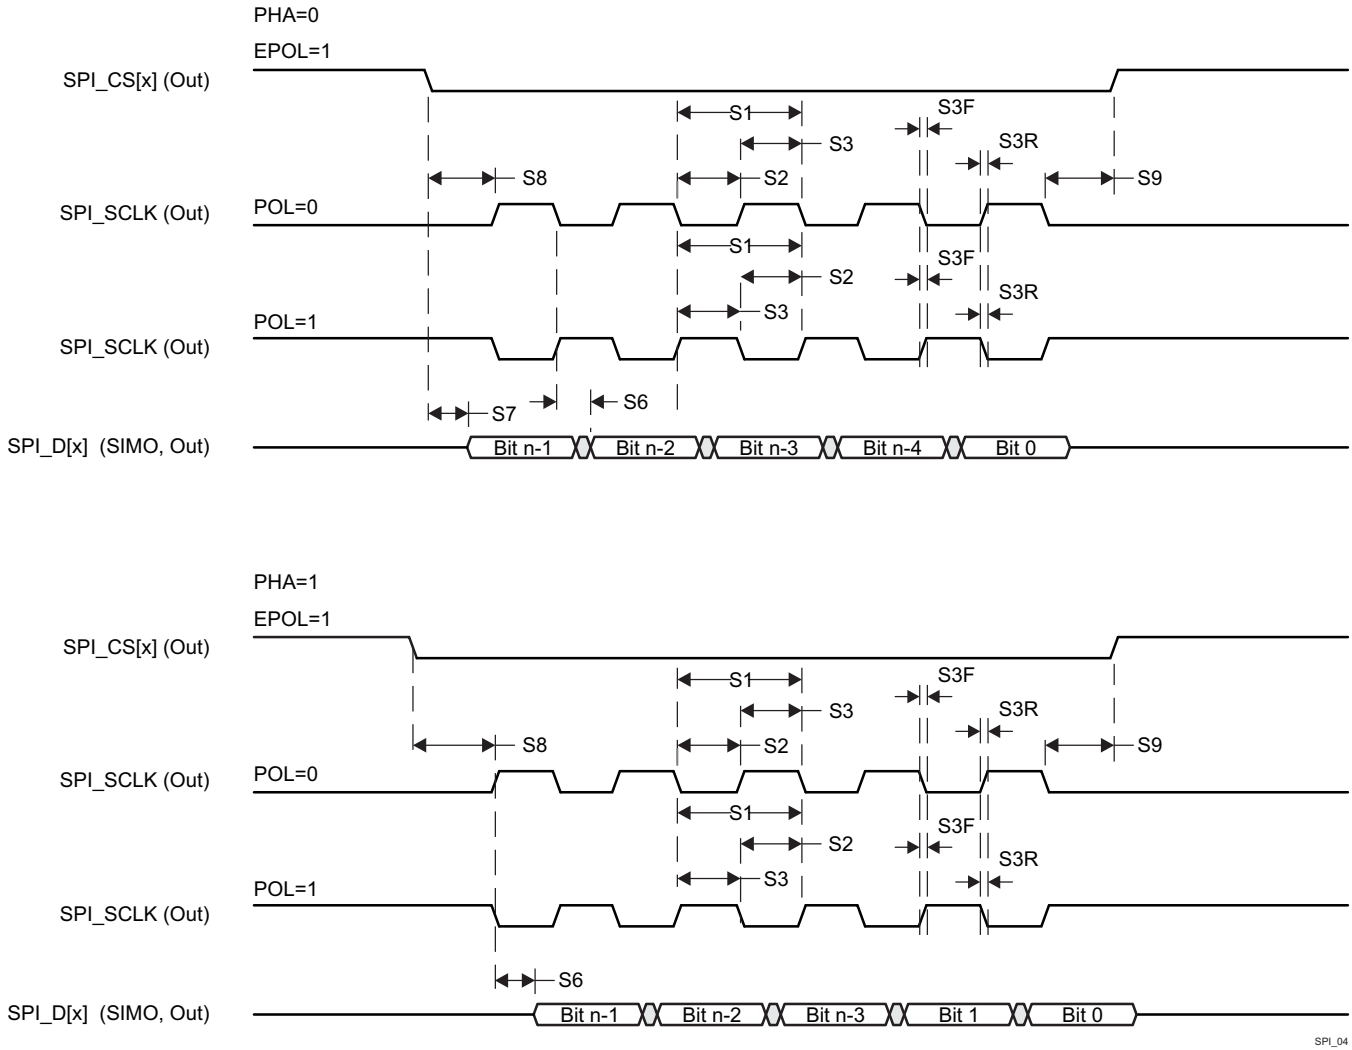 PHA=0
EPOL=1
SPI_CS[x] (Out)
S1
S3F
S3
S3R
S8
S2
S9
SPI_SCLK (Out)
POL=0
S1
S3F
S2
S3R
S3
POL=1
SPI_SCLK (Out)
S7
S6
SPI_D[x] (SIMO, Out)
Bit n-1
Bit n-2
Bit n-3
Bit n-4
Bit 0
PHA=1
EPOL=1
SPI_CS[x] (Out)
S1
S3F
S3
S3R
S8
S2
S9
SPI_SCLK (Out)
POL=0
S1
S3F
S2
S3R
S3
POL=1
SPI_SCLK (Out)
S6
SPI_D[x] (SIMO, Out)
Bit n-1
Bit n-2
Bit n-3
Bit 1
Bit 0
SPI_04